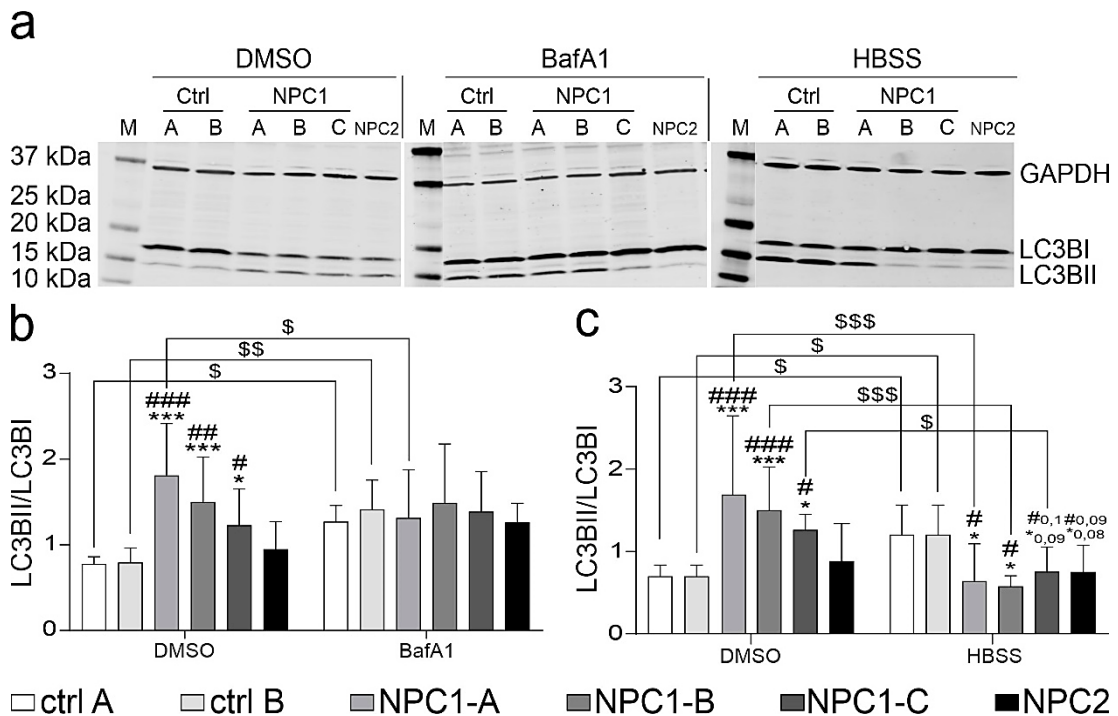 a
DMSO BafA1 HBSS
Ctrl NPC1 Ctrl NPC1 Ctrl NPC1
M A B A B C NPC2 M A B A B C NPC2 M A B A B C NPC2
37 kDa
GAPDH
25 kDa
20 kDa
15 kDa
LC3BI
10 kDa
LC3BII
b
$
$$
$
3
2
1
0
LC3BII/LC3BI
###
***
##
***
#
*
DMSO BafA1
c
$$$
$
$
$$$
$
3
2
1
0
LC3BII/LC3BI
###
***
###
***
#
*
#
*
#
*
#0,1 #0,09
*0,09 *0,08
DMSO HBSS
ctrl A ctrl B NPC1-A NPC1-B NPC1-C NPC2